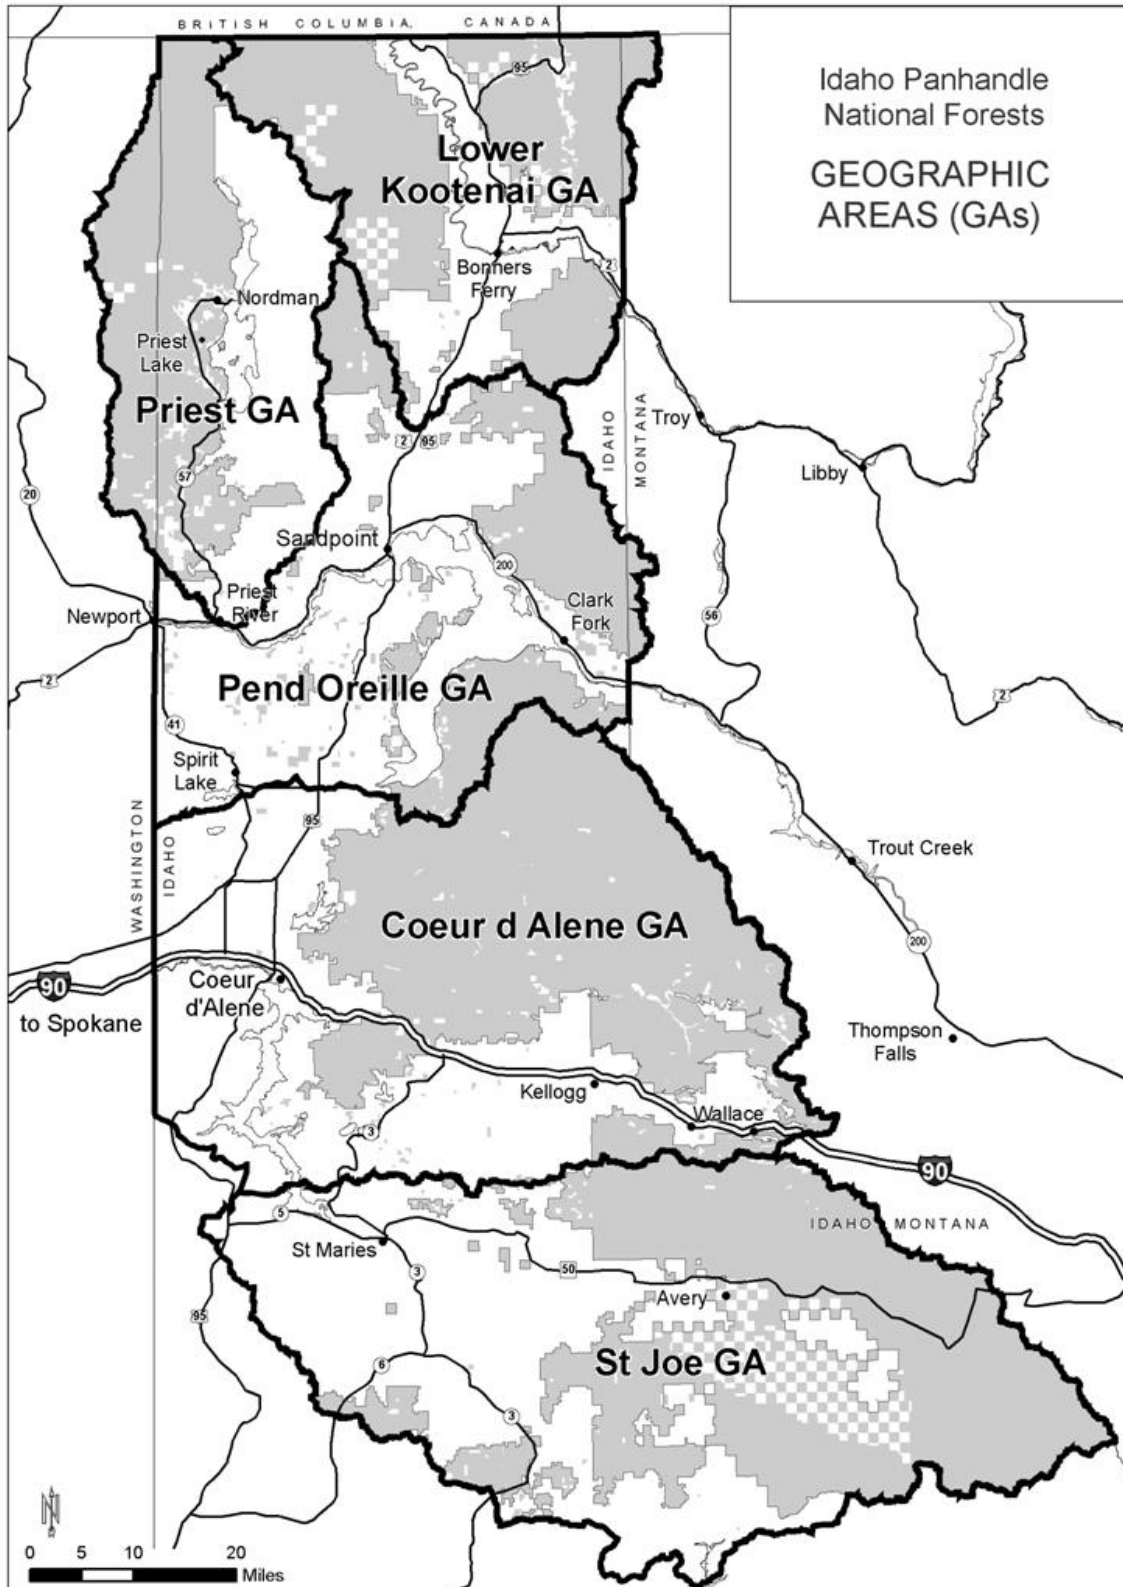 BRITISH COLUMBIA, CANADA
Idaho Panhandle
National Forests
GEOGRAPHIC
AREAS (GAs)
95
Lower
Kootenai GA
Bonners
Ferry
2
Nordman
Priest
Lake
Priest GA
IDAHO
MONTANA
Troy
2
95
Libby
57
20
Sandpoint
200
Priest
River
Clark
Fork
Newport
56
2
Pend Oreille GA
2
41
Spirit
Lake
95
WASHINGTON
IDAHO
Trout Creek
Coeur d Alene GA
200
90
to Spokane
Coeur
d'Alene
Thompson
Falls
Kellogg
Wallace
3
90
5
IDAHO MONTANA
St Maries
3
50
Avery
95
6
St Joe GA
3
N
0 5 10 20
Miles